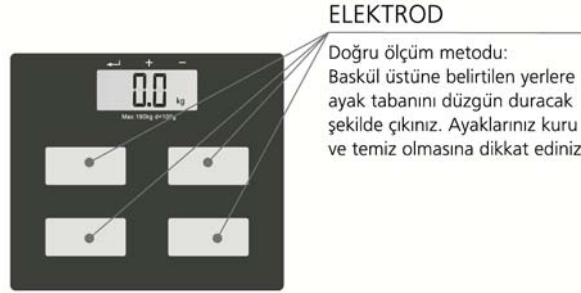 ELEKTROD
Doğru ölçüm metodu:
Baskül üstüne belirtilen yerlere
ayak tabanını düzgün duracak
şekilde çıkınız. Ayaklarınız kuru
ve temiz olmasına dikkat ediniz
↵ + −
0.0 kg
Max 180kg d=100g